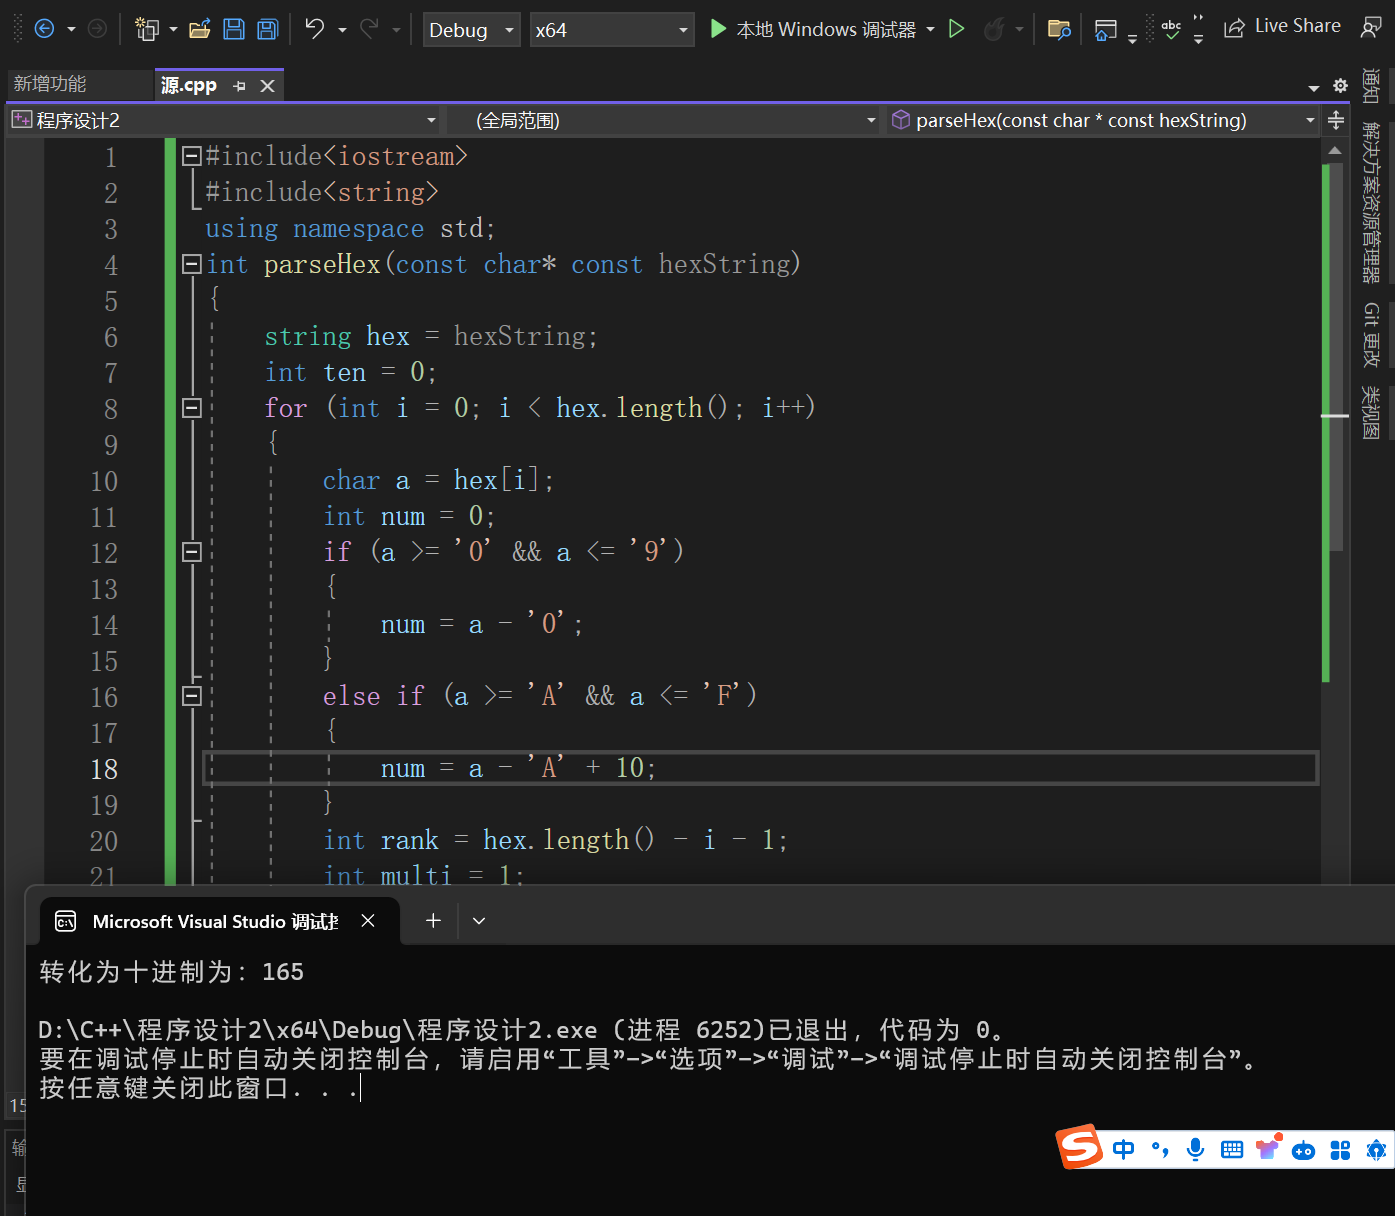 Debug x64 本地 Windows 调试器 abc Live Share
新增功能 源.cpp
通知
程序设计2 (全局范围) parseHex(const char * const hexString)
解决方案资源管理器
Git 更改
类视图
1 #include<iostream>
2 #include<string>
3 using namespace std;
4 int parseHex(const char* const hexString)
5 {
6 string hex = hexString;
7 int ten = 0;
8 for (int i = 0; i < hex.length(); i++)
9 {
10 char a = hex[i];
11 int num = 0;
12 if (a >= '0' && a <= '9')
13 {
14 num = a - '0';
15 }
16 else if (a >= 'A' && a <= 'F')
17 {
18 num = a - 'A' + 10;
19 }
20 int rank = hex.length() - i - 1;
21 int multi = 1;
Microsoft Visual Studio 调试
转化为十进制为：165
D:\C++\程序设计2\x64\Debug\程序设计2.exe (进程 6252)已退出，代码为 0。
要在调试停止时自动关闭控制台，请启用“工具”->“选项”->“调试”->“调试停止时自动关闭控制台”。
按任意键关闭此窗口. . .
15
输
中